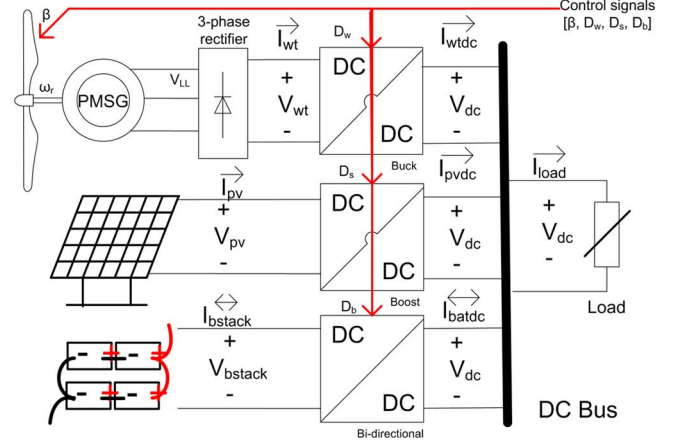 Control signals
[β, Dw, Ds, Db]
β
3-phase
rectifier
Iwt
Dw
Iwtdc
DC
ωr
PMSG
VLL
+
Vwt
-
+
Vdc
-
DC
Buck
Ipv
Ds
Ipvdc
Iload
DC
+
Vpv
-
+
Vdc
-
+
Vdc
-
DC
Boost
Load
Ibstack
Db
Ibatdc
DC
- + -
+
Vbstack
-
+
Vdc
-
- + -
DC
DC Bus
Bi-directional